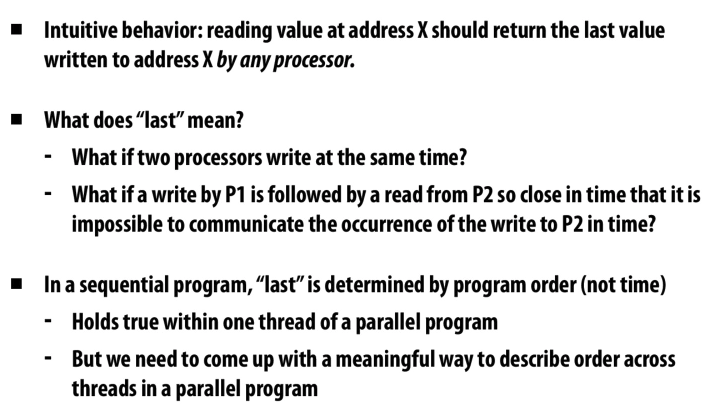 ▪ Intuitive behavior: reading value at address X should return the last value
written to address X by any processor.
▪ What does “last” mean?
- What if two processors write at the same time?
- What if a write by P1 is followed by a read from P2 so close in time that it is
impossible to communicate the occurrence of the write to P2 in time?
▪ In a sequential program, “last” is determined by program order (not time)
- Holds true within one thread of a parallel program
- But we need to come up with a meaningful way to describe order across
threads in a parallel program